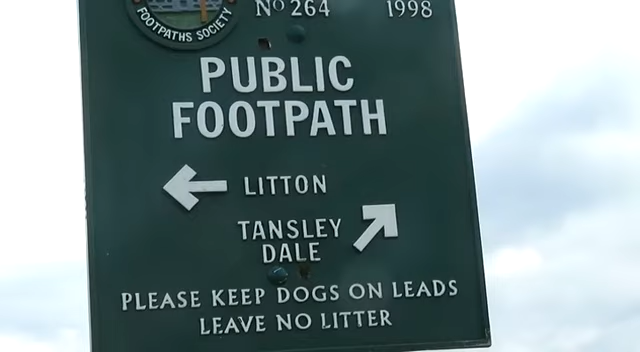 FOOTPATHS SOCIETY
No 264 1998
PUBLIC
FOOTPATH
LITTON
TANSLEY
DALE
PLEASE KEEP DOGS ON LEADS
LEAVE NO LITTER